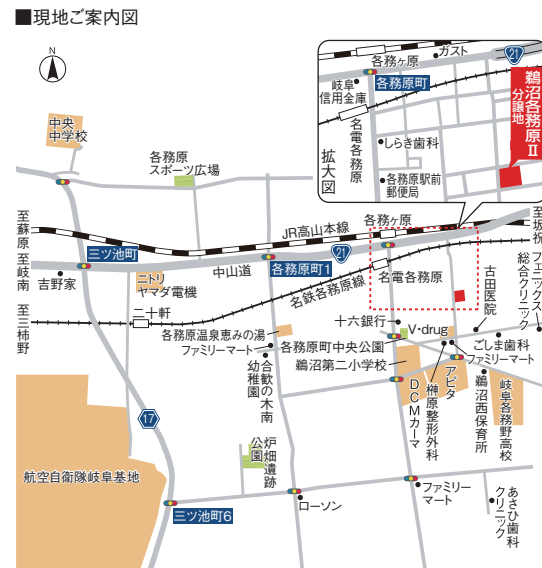 ■現地ご案内図
N
各務ヶ原
ガスト
21
岐阜
信用金庫
各務原町
鵜沼各務原Ⅱ
分譲地
名電各務原
しらき歯科
各務原駅前
郵便局
拡大図
中央
中学校
各務原
スポーツ広場
至蘇原
至岐南
至三柿野
JR高山本線
各務ヶ原
至坂祝
三ツ池町
中山道
各務原町1
21
名電各務原
吉野家
ニトリ
ヤマダ電機
名鉄各務原線
二十軒
古田医院
フェニックス
総合クリニック
十六銀行
V・drug
各務原温泉恵みの湯
ファミリーマート
各務原町中央公園
ごしま歯科
ファミリーマート
合歓の木南
幼稚園
鵜沼第二小学校
DCMカーマ
榊原整形外科
アピタ
鵜沼西保育所
岐阜各務野高校
17
炉畑遺跡
公園
航空自衛隊岐阜基地
三ツ池町6
ローソン
ファミリー
マート
あさひ歯科
クリニック